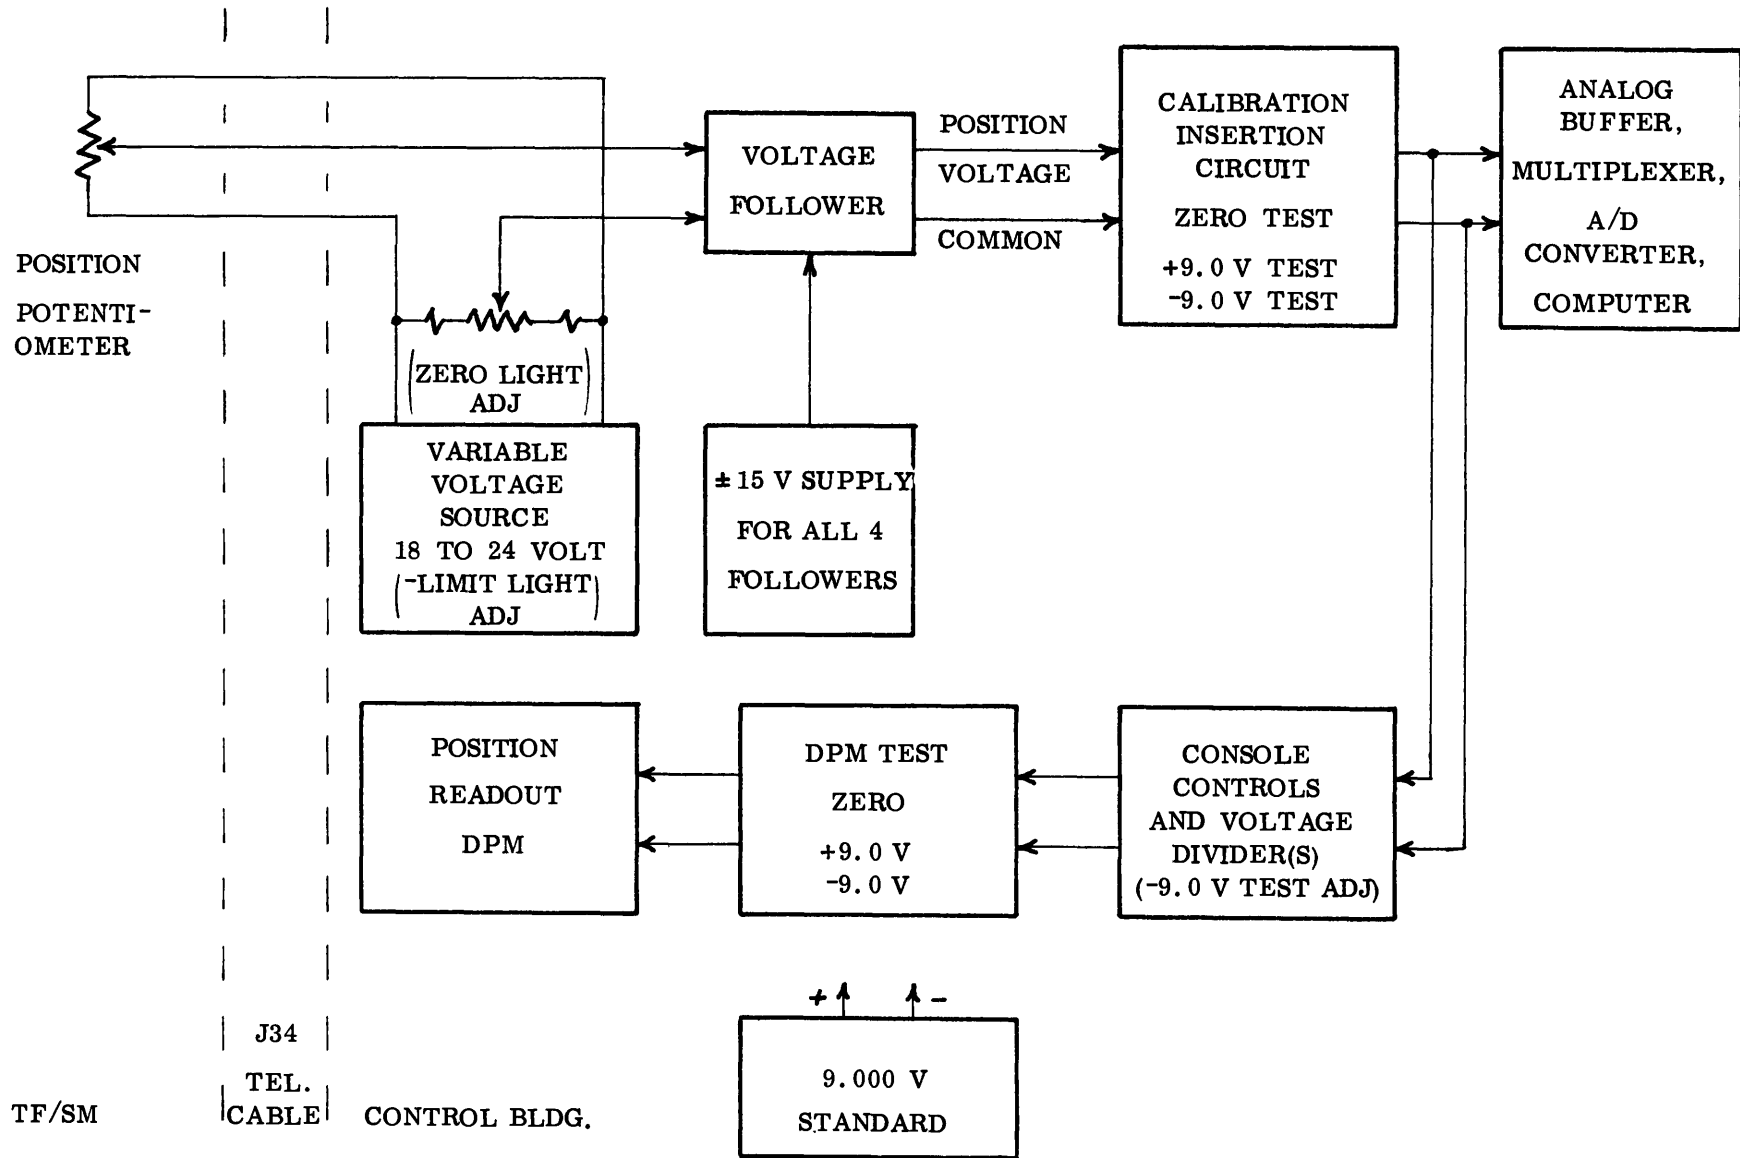 POSITION
POTENTI-
OMETER
(ZERO LIGHT
ADJ)
VARIABLE
VOLTAGE
SOURCE
18 TO 24 VOLT
(-LIMIT LIGHT)
ADJ
VOLTAGE
FOLLOWER
±15 V SUPPLY
FOR ALL 4
FOLLOWERS
POSITION
VOLTAGE
COMMON
CALIBRATION
INSERTION
CIRCUIT
ZERO TEST
+9.0 V TEST
-9.0 V TEST
ANALOG
BUFFER,
MULTIPLEXER,
A/D
CONVERTER,
COMPUTER
POSITION
READOUT
DPM
DPM TEST
ZERO
+9.0 V
-9.0 V
CONSOLE
CONTROLS
AND VOLTAGE
DIVIDER(S)
(-9.0 V TEST ADJ)
+ -
9.000 V
STANDARD
TF/SM
J34
TEL.
CABLE
CONTROL BLDG.